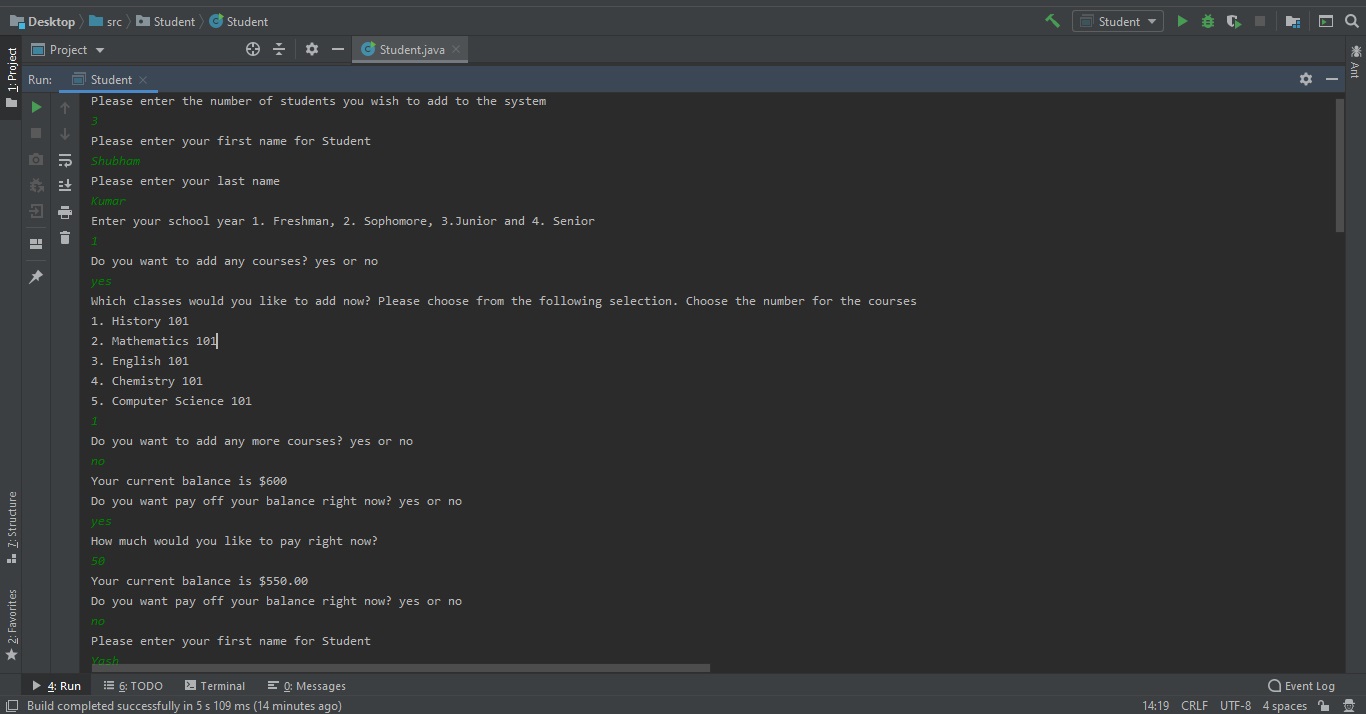 Desktop src Student Student
Student
Project
Student.java
1: Project
Ant
Run: Student
Please enter the number of students you wish to add to the system
3
Please enter your first name for Student
Shubham
Please enter your last name
Kumar
Enter your school year 1. Freshman, 2. Sophomore, 3.Junior and 4. Senior
1
Do you want to add any courses? yes or no
yes
Which classes would you like to add now? Please choose from the following selection. Choose the number for the courses
1. History 101
2. Mathematics 101
3. English 101
4. Chemistry 101
5. Computer Science 101
1
Do you want to add any more courses? yes or no
no
Your current balance is $600
Do you want pay off your balance right now? yes or no
yes
How much would you like to pay right now?
50
Your current balance is $550.00
Do you want pay off your balance right now? yes or no
no
Please enter your first name for Student
Yash
7: Structure
2: Favorites
4: Run 6: TODO Terminal 0: Messages Event Log
Build completed successfully in 5 s 109 ms (14 minutes ago) 14:19 CRLF UTF-8 4 spaces